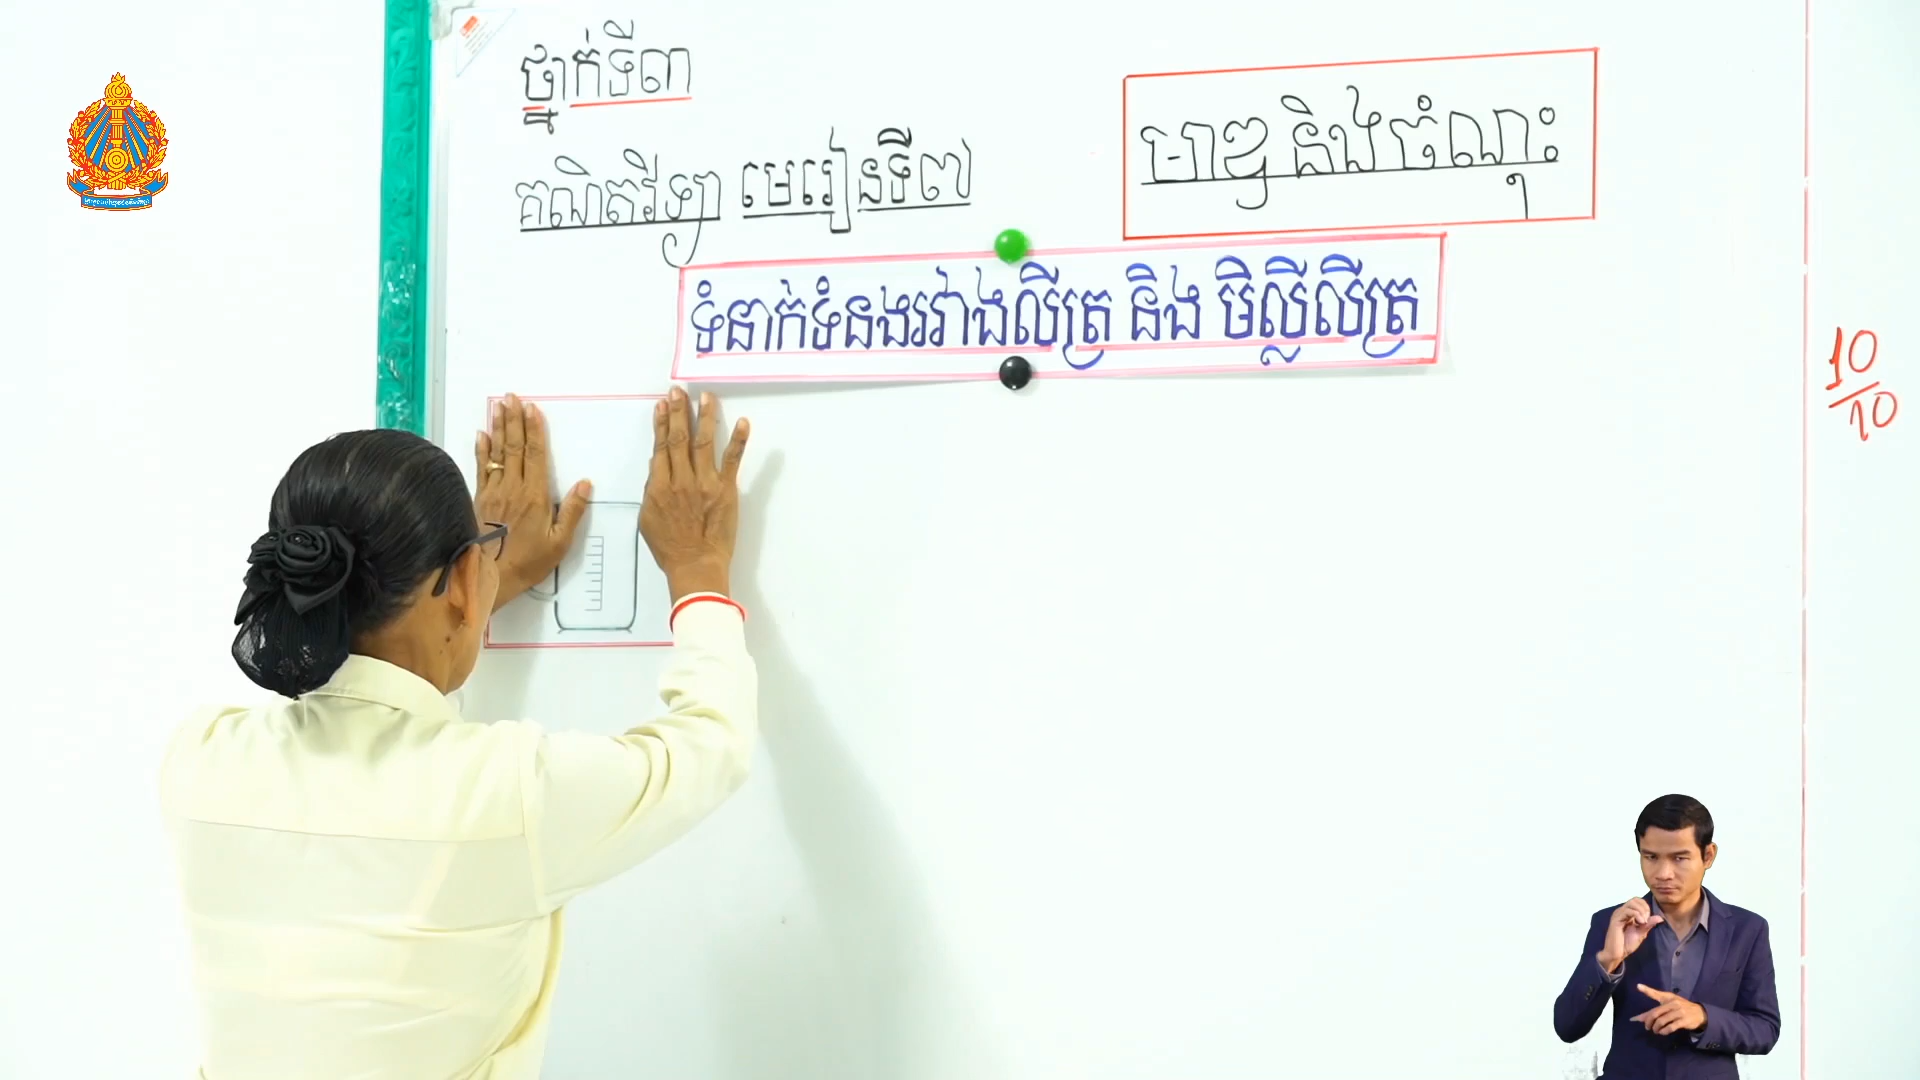 ថ្នាក់ទី៣
គណិតវិទ្យា មេរៀនទី៧
មាឌ និងចំណុះ
ទំនាក់ទំនងរវាងលីត្រ និង មិល្លីលីត្រ
10
10